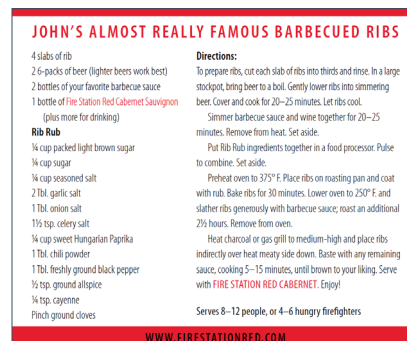 JOHN'S ALMOST REALLY FAMOUS BARBECUED RIBS
4 slabs of rib
2 6-packs of beer (lighter beers work best)
2 bottles of your favorite barbecue sauce
1 bottle of Fire Station Red Cabernet Sauvignon
(plus more for drinking)
Rib Rub
¼ cup packed light brown sugar
¼ cup sugar
¼ cup seasoned salt
2 Tbl. garlic salt
1 Tbl. onion salt
1½ tsp. celery salt
¼ cup sweet Hungarian Paprika
1 Tbl. chili powder
1 Tbl. freshly ground black pepper
½ tsp. ground allspice
¼ tsp. cayenne
Pinch ground cloves
Directions:
To prepare ribs, cut each slab of ribs into thirds and rinse. In a large
stockpot, bring beer to a boil. Gently lower ribs into simmering
beer. Cover and cook for 20–25 minutes. Let ribs cool.
Simmer barbecue sauce and wine together for 20–25
minutes. Remove from heat. Set aside.
Put Rib Rub ingredients together in a food processor. Pulse
to combine. Set aside.
Preheat oven to 375º F. Place ribs on roasting pan and coat
with rub. Bake ribs for 30 minutes. Lower oven to 250º F. and
slather ribs generously with barbecue sauce; roast an additional
2½ hours. Remove from oven.
Heat charcoal or gas grill to medium-high and place ribs
indirectly over heat meaty side down. Baste with any remaining
sauce, cooking 5–15 minutes, until brown to your liking. Serve
with FIRE STATION RED CABERNET. Enjoy!
Serves 8–12 people, or 4–6 hungry firefighters
WWW.FIRESTATIONRED.COM